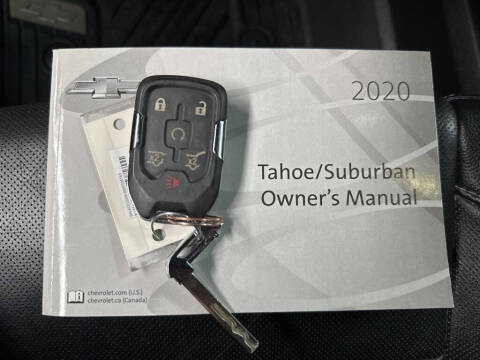 2020
Tahoe/Suburban
Owner's Manual
chevrolet.com (U.S.)
chevrolet.ca (Canada)